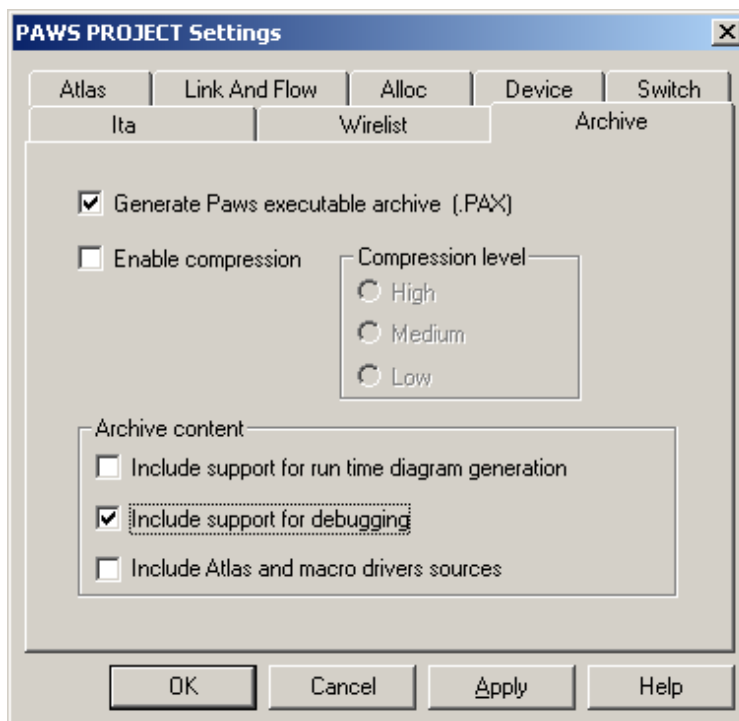 PAWS PROJECT Settings
Atlas Link And Flow Alloc Device Switch
Ita Wirelist Archive
Generate Paws executable archive (.PAX)
Enable compression
Compression level
High
Medium
Low
Archive content
Include support for run time diagram generation
Include support for debugging
Include Atlas and macro drivers sources
OK Cancel Apply Help